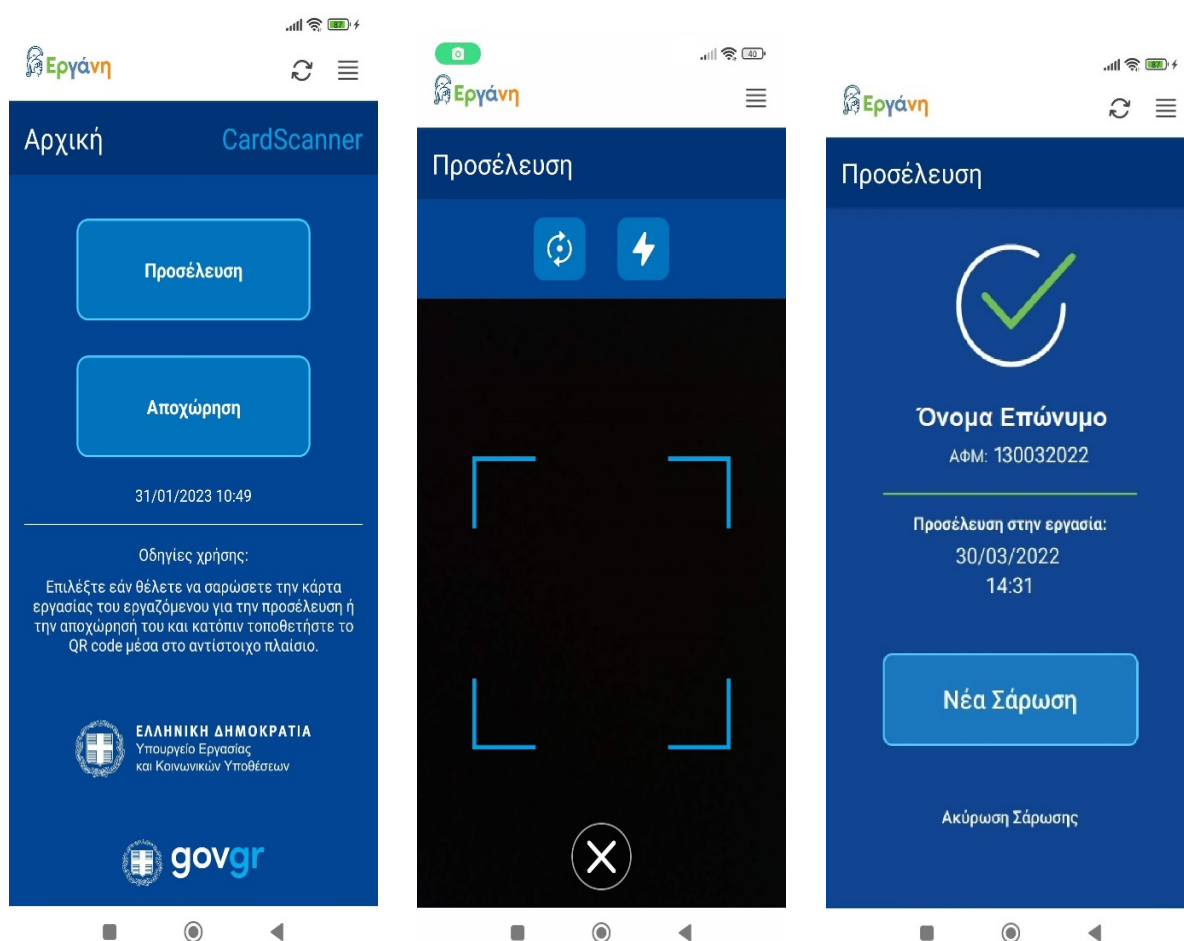 87
Εργάνη
Αρχική
CardScanner
Προσέλευση
Αποχώρηση
31/01/2023 10:49
Οδηγίες χρήσης:
Επιλέξτε εάν θέλετε να σαρώσετε την κάρτα
εργασίας του εργαζόμενου για την προσέλευση ή
την αποχώρησή του και κατόπιν τοποθετήστε το
QR code μέσα στο αντίστοιχο πλαίσιο.
ΕΛΛΗΝΙΚΗ ΔΗΜΟΚΡΑΤΙΑ
Υπουργείο Εργασίας
και Κοινωνικών Υποθέσεων
govgr
40
Εργάνη
Προσέλευση
87
Εργάνη
Προσέλευση
Όνομα Επώνυμο
ΑΦΜ: 130032022
Προσέλευση στην εργασία:
30/03/2022
14:31
Νέα Σάρωση
Ακύρωση Σάρωσης